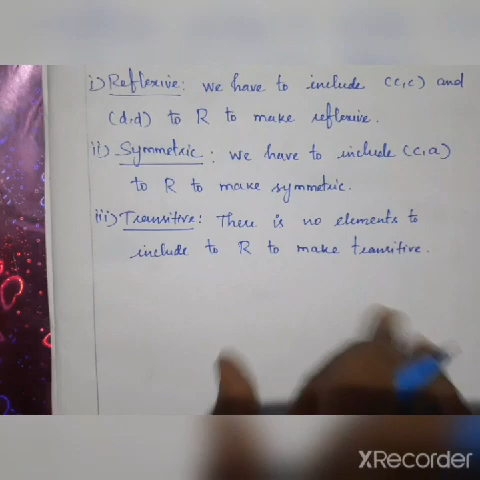 i) Reflexive: We have to include (c,c) and
(d,d) to R to make reflexive.
ii) Symmetric: We have to include (c,a)
to R to make symmetric.
iii) Transitive: There is no elements to
include to R to make transitive.
XRecorder